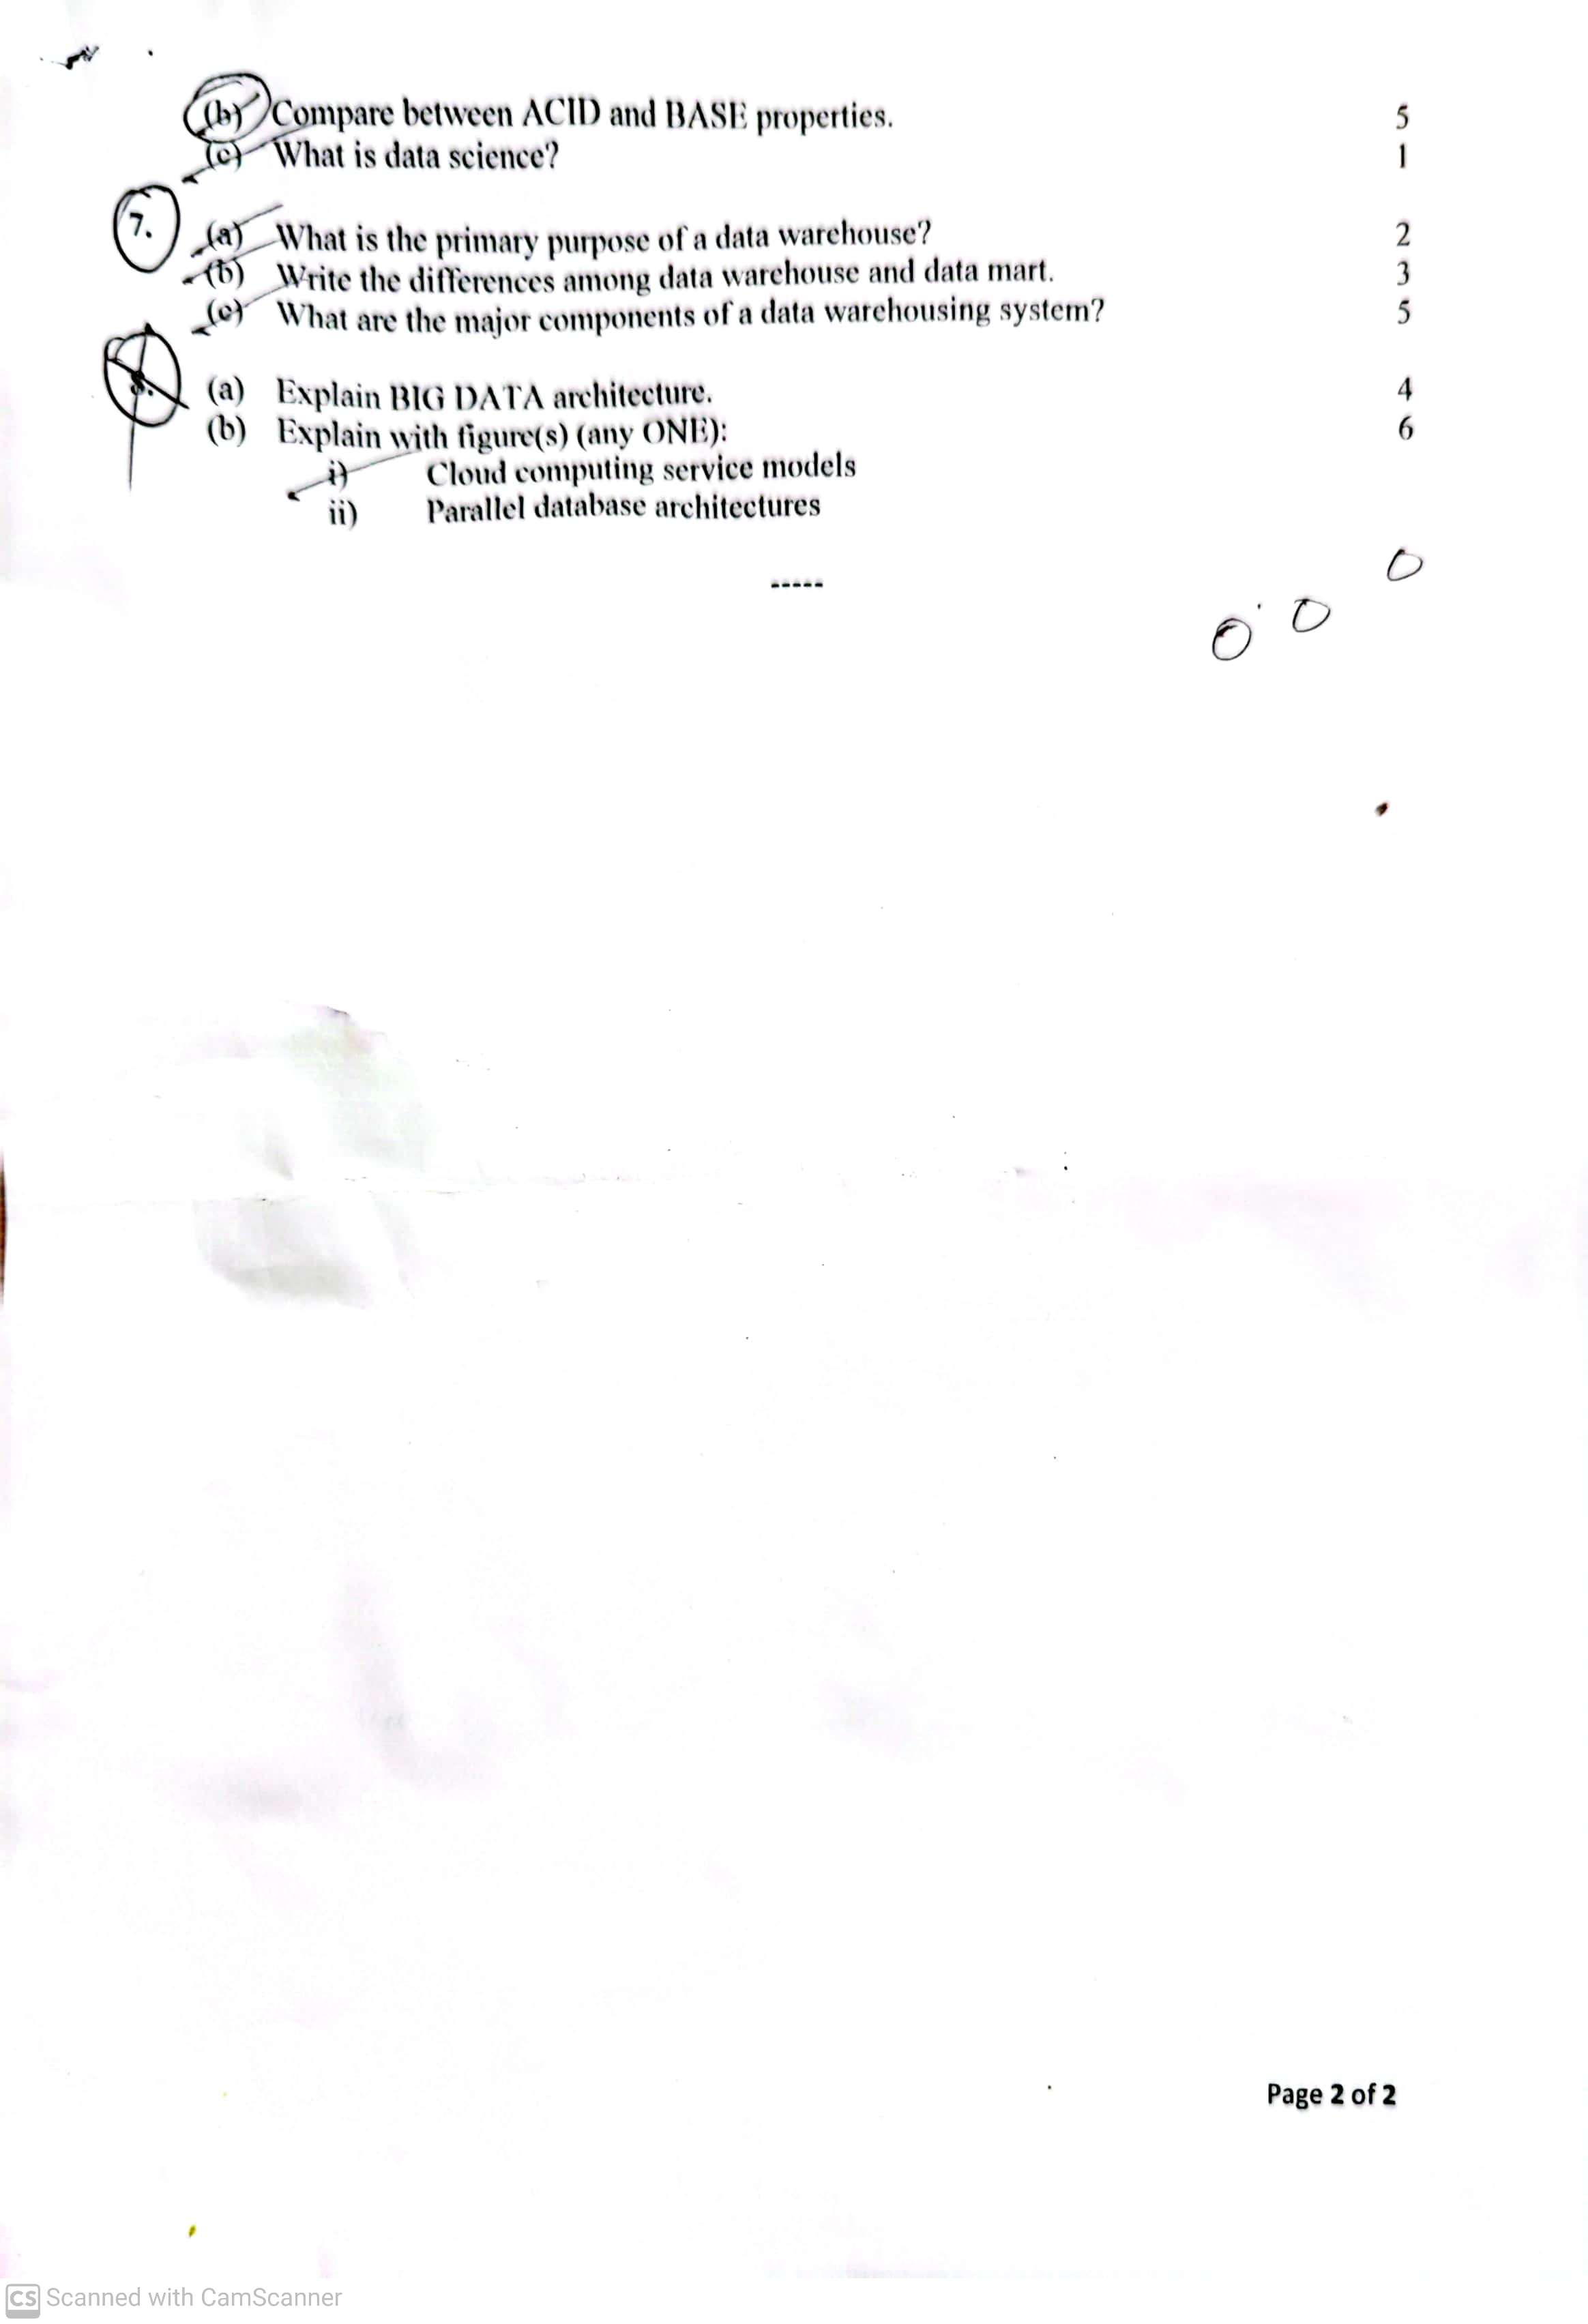 (b) Compare between ACID and BASE properties. 5
(c) What is data science? 1
7. (a) What is the primary purpose of a data warehouse? 2
(b) Write the differences among data warehouse and data mart. 3
(c) What are the major components of a data warehousing system? 5
(a) Explain BIG DATA architecture. 4
(b) Explain with figure(s) (any ONE): 6
i) Cloud computing service models
ii) Parallel database architectures
-----
Page 2 of 2
CS Scanned with CamScanner